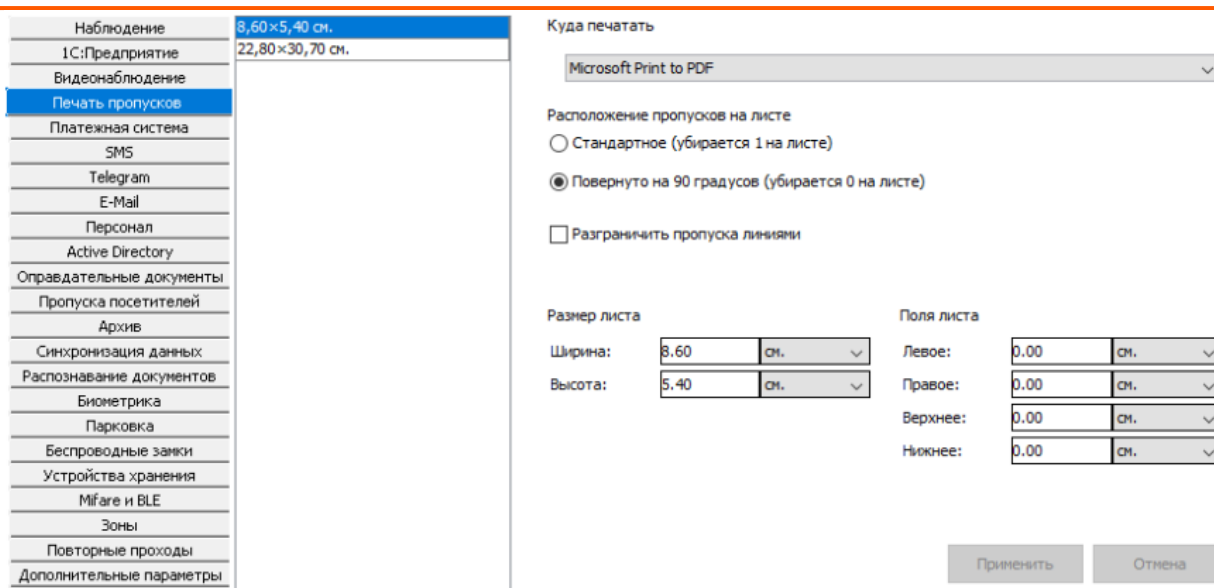 Наблюдение
1С:Предприятие
Видеонаблюдение
Печать пропусков
Платежная система
SMS
Telegram
E-Mail
Персонал
Active Directory
Оправдательные документы
Пропуска посетителей
Архив
Синхронизация данных
Распознавание документов
Биометрика
Парковка
Беспроводные замки
Устройства хранения
Mifare и BLE
Зоны
Повторные проходы
Дополнительные параметры
8,60×5,40 см.
22,80×30,70 см.
Куда печатать
Microsoft Print to PDF
Расположение пропусков на листе
Стандартное (убирается 1 на листе)
Повернуто на 90 градусов (убирается 0 на листе)
Разграничить пропуска линиями
Размер листа
Ширина: 8.60 см.
Высота: 5.40 см.
Поля листа
Левое: 0.00 см.
Правое: 0.00 см.
Верхнее: 0.00 см.
Нижнее: 0.00 см.
Применить Отмена